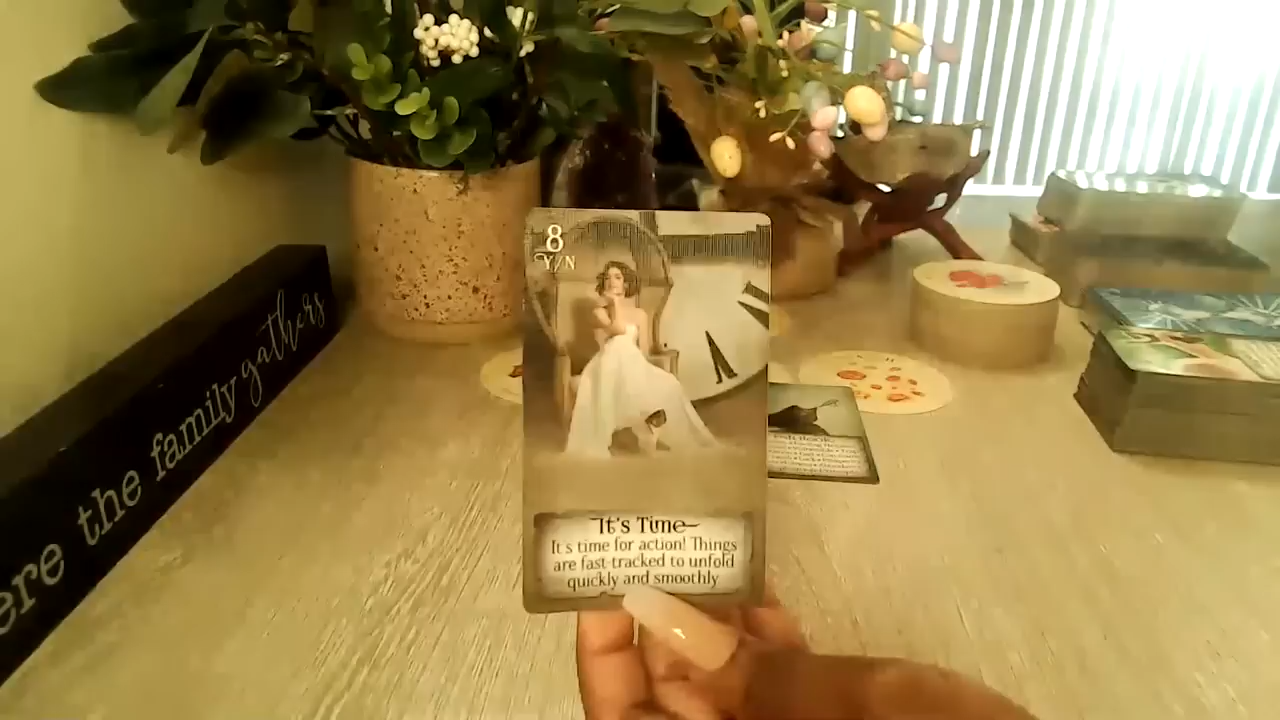 ere the family gathers
8
Y/N
It's Time
It's time for action! Things
are fast-tracked to unfold
quickly and smoothly